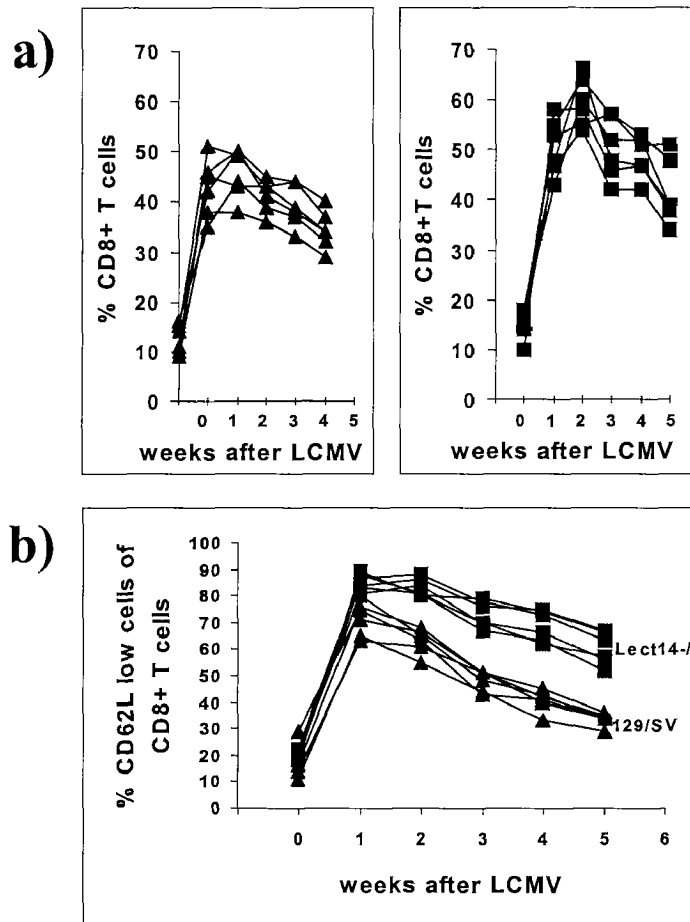 a)
% CD8+ T cells
70
60
50
40
30
20
10
0
0 1 2 3 4 5
weeks after LCMV
% CD8+T cells
70
60
50
40
30
20
10
0
0 1 2 3 4 5
weeks after LCMV
b)
% CD62L low cells of
CD8+ T cells
100
90
80
70
60
50
40
30
20
10
0
Lect14-/
129/SV
0 1 2 3 4 5 6
weeks after LCMV